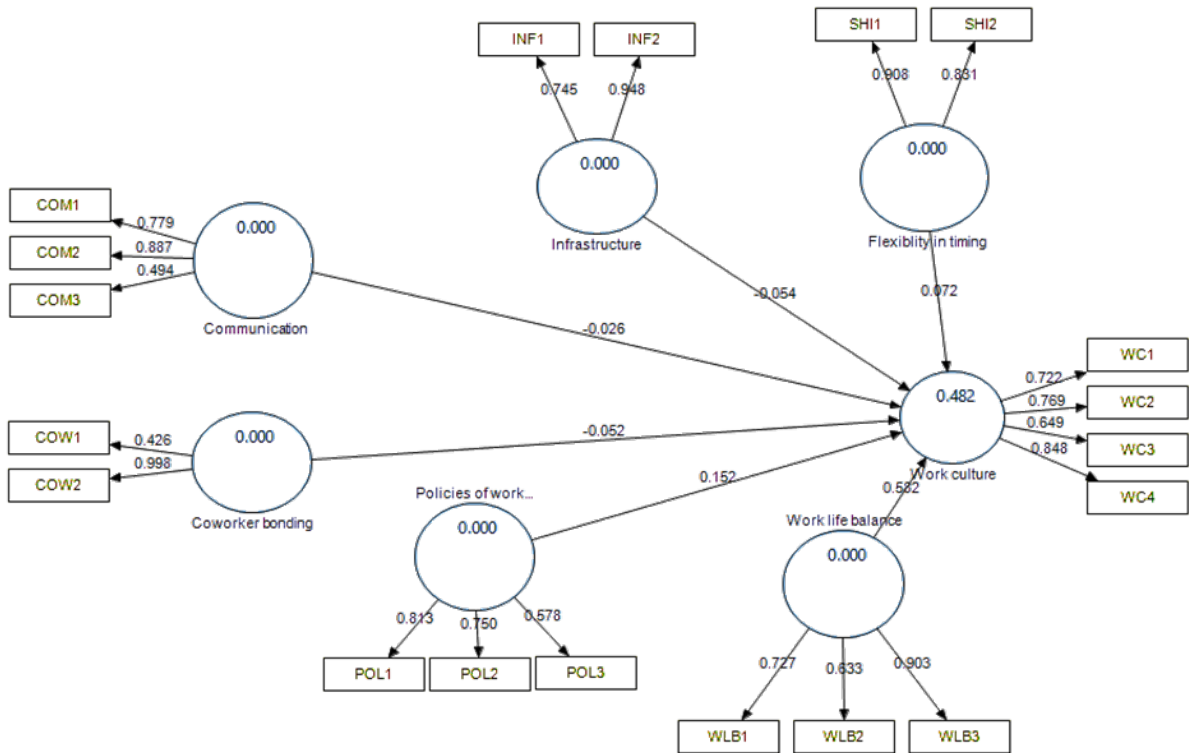 INF1
INF2
SHI1
SHI2
0.745
0.948
0.908
0.831
0.000
Infrastructure
0.000
Flexiblity in timing
COM1
COM2
COM3
0.779
0.887
0.494
0.000
Communication
-0.054
0.072
-0.026
COW1
COW2
0.426
0.998
0.000
Coworker bonding
-0.052
0.482
Work culture
0.722
0.769
0.649
0.848
WC1
WC2
WC3
WC4
Policies of work...
0.000
0.152
0.813
0.750
0.578
POL1
POL2
POL3
Work life balance
0.000
0.582
0.727
0.633
0.903
WLB1
WLB2
WLB3